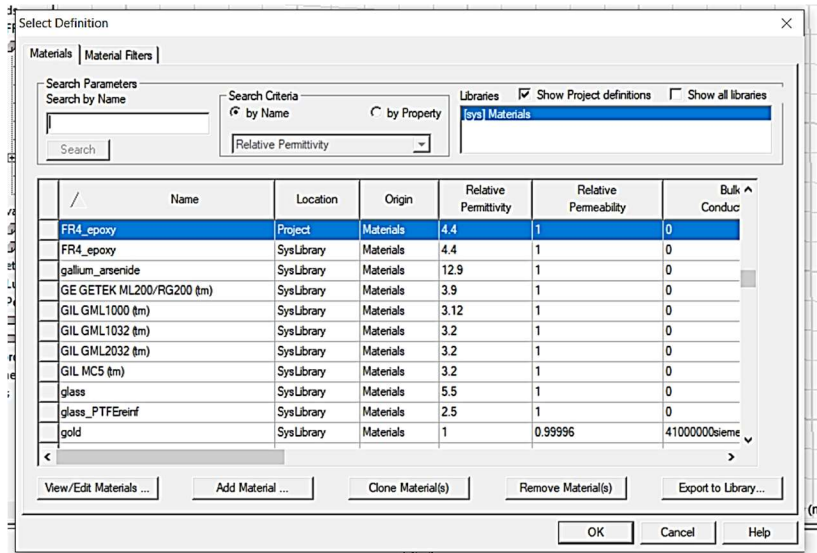 Select Definition
Materials
Material Filters
Search Parameters
Search by Name
Search
Search Criteria
by Name
by Property
Relative Permittivity
Libraries
Show Project definitions
Show all libraries
[sys] Materials
/ Name Location Origin Relative Permittivity Relative Permeability Bulk Conduc
FR4_epoxy Project Materials 4.4 1 0
FR4_epoxy SysLibrary Materials 4.4 1 0
gallium_arsenide SysLibrary Materials 12.9 1 0
GE GETEK ML200/RG200 (tm) SysLibrary Materials 3.9 1 0
GIL GML1000 (tm) SysLibrary Materials 3.12 1 0
GIL GML1032 (tm) SysLibrary Materials 3.2 1 0
GIL GML2032 (tm) SysLibrary Materials 3.2 1 0
GIL MC5 (tm) SysLibrary Materials 3.2 1 0
glass SysLibrary Materials 5.5 1 0
glass_PTFEreinf SysLibrary Materials 2.5 1 0
gold SysLibrary Materials 1 0.99996 41000000sieme
View/Edit Materials ...
Add Material ...
Clone Material(s)
Remove Material(s)
Export to Library...
OK
Cancel
Help